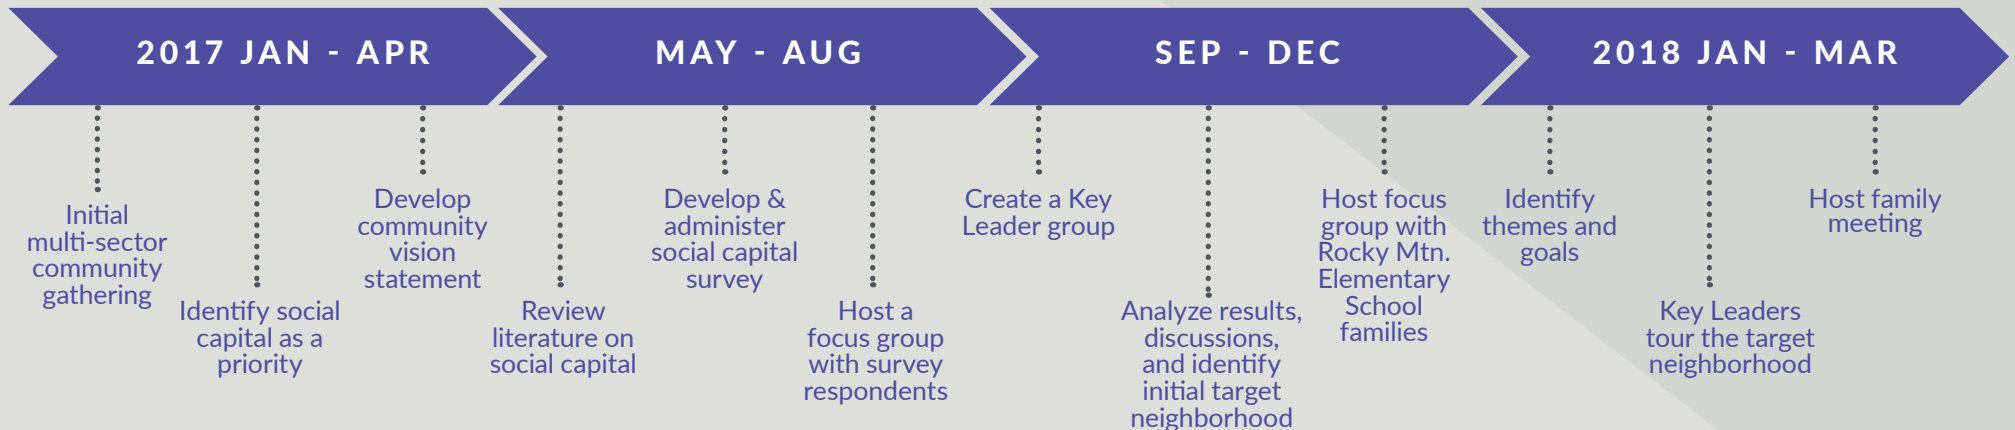 2017 JAN - APR
MAY - AUG
SEP - DEC
2018 JAN - MAR
Initial
multi-sector
community
gathering
Identify social
capital as a
priority
Develop
community
vision
statement
Review
literature on
social capital
Develop &
administer
social capital
survey
Host a
focus group
with survey
respondents
Create a Key
Leader group
Analyze results,
discussions,
and identify
initial target
neighborhood
Host focus
group with
Rocky Mtn.
Elementary
School
families
Identify
themes and
goals
Key Leaders
tour the target
neighborhood
Host family
meeting